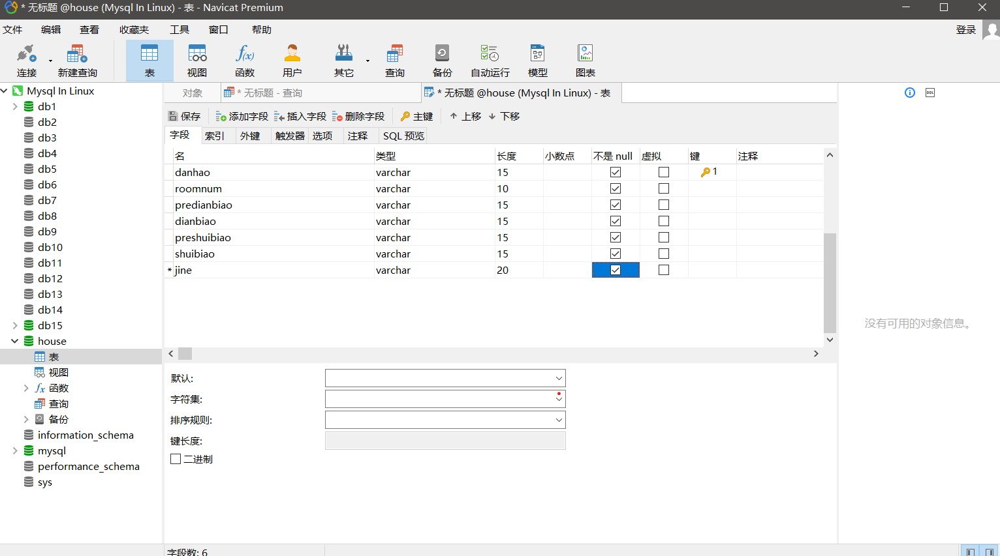 * 无标题 @house (Mysql In Linux) - 表 - Navicat Premium
文件 编辑 查看 收藏夹 工具 窗口 帮助 登录
连接 新建查询 表 视图 函数 用户 其它 查询 备份 自动运行 模型 图表
Mysql In Linux
db1
db2
db3
db4
db5
db6
db7
db8
db9
db10
db11
db12
db13
db14
db15
house
表
视图
函数
查询
备份
information_schema
mysql
performance_schema
sys
对象 * 无标题 - 查询 * 无标题 @house (Mysql In Linux) - 表
保存 添加字段 插入字段 删除字段 主键 上移 下移
字段 索引 外键 触发器 选项 注释 SQL 预览
名 类型 长度 小数点 不是 null 虚拟 键 注释
danhao varchar 15 1
roomnum varchar 10
predianbiao varchar 15
dianbiao varchar 15
preshuibiao varchar 15
shuibiao varchar 15
* jine varchar 20
默认:
字符集:
排序规则:
键长度:
二进制
没有可用的对象信息。
字段数: 6
DDL